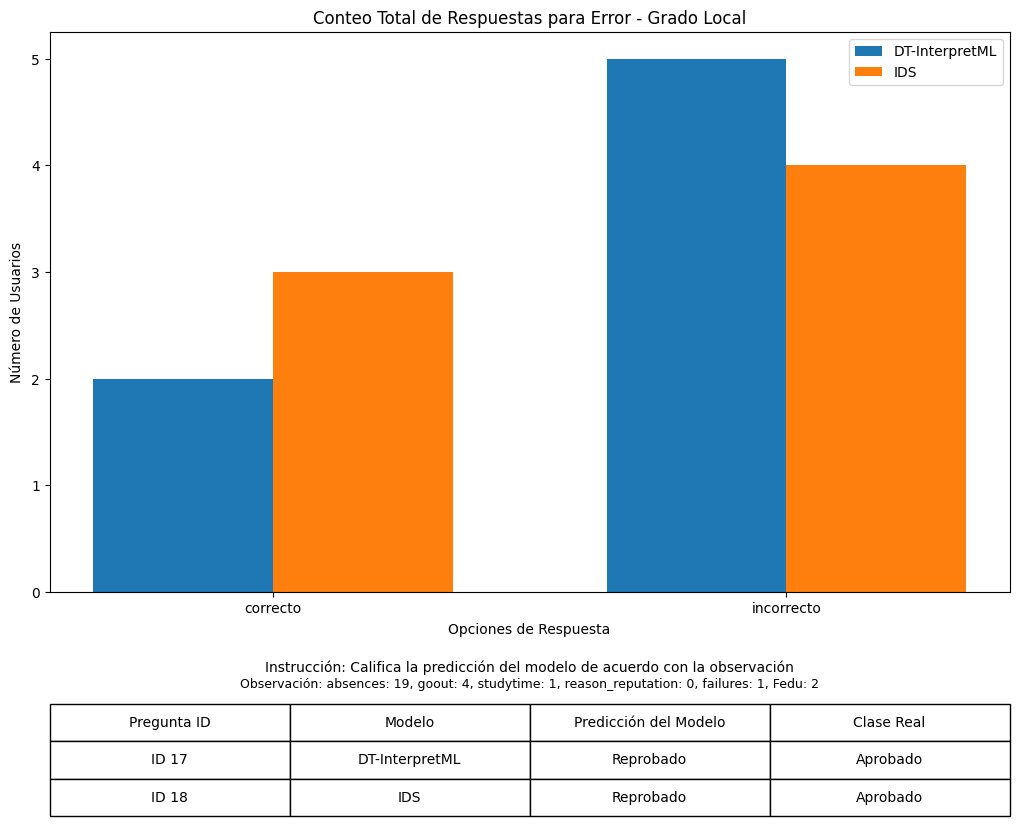 Conteo Total de Respuestas para Error - Grado Local
DT-InterpretML
IDS
Número de Usuarios
5
4
3
2
1
0
correcto
incorrecto
Opciones de Respuesta
Instrucción: Califica la predicción del modelo de acuerdo con la observación
Observación: absences: 19, goout: 4, studytime: 1, reason_reputation: 0, failures: 1, Fedu: 2
Pregunta ID Modelo Predicción del Modelo Clase Real
ID 17 DT-InterpretML Reprobado Aprobado
ID 18 IDS Reprobado Aprobado